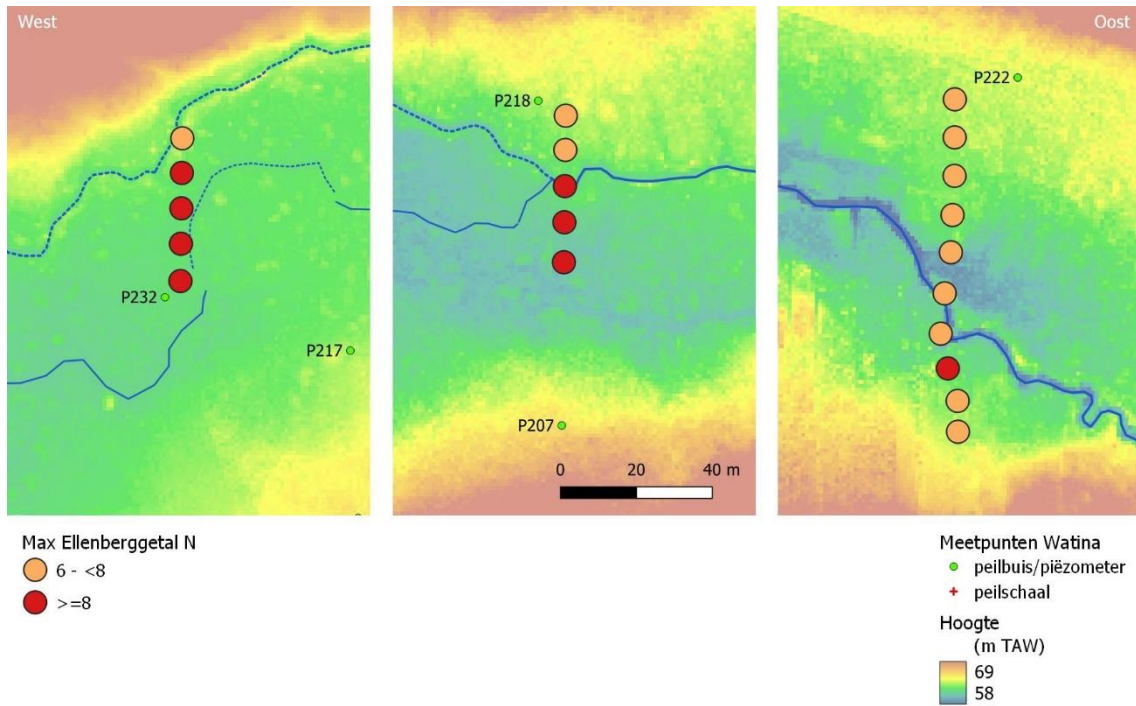 West
Oost
P222
P218
P232
P217
P207
0 20 40 m
Max Ellenberggetal N
6 - <8
>=8
Meetpunten Watina
peilbuis/piëzometer
peilschaal
Hoogte
(m TAW)
69
58